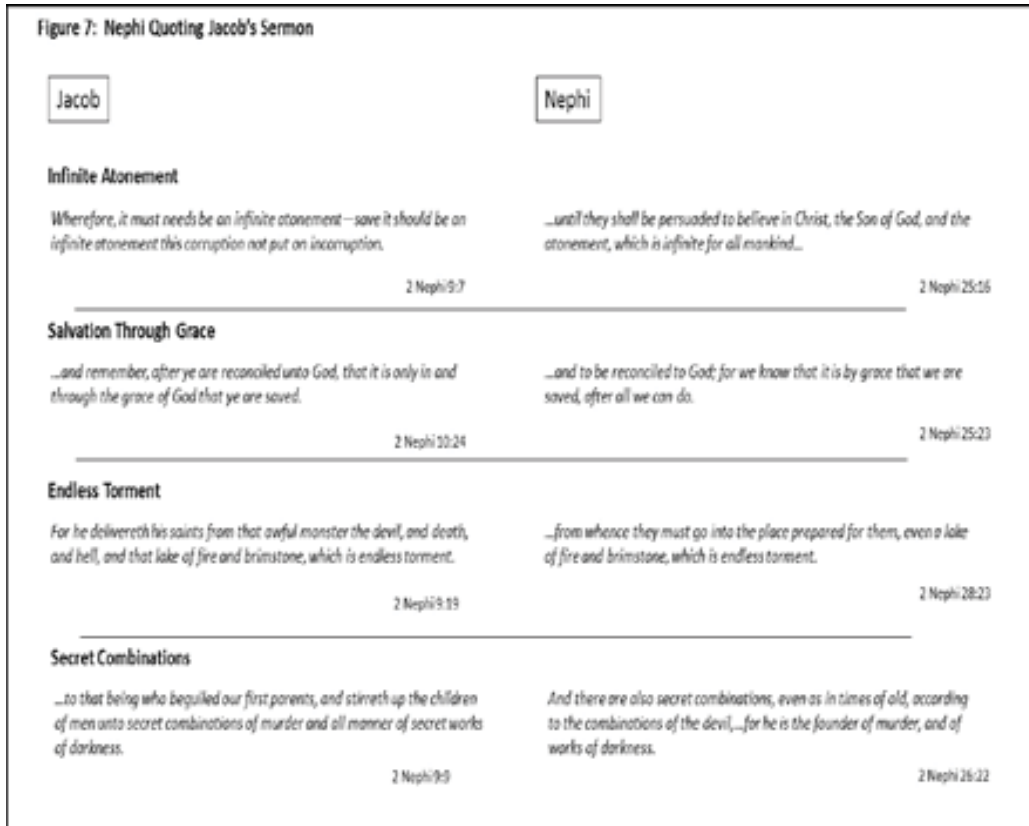 Figure 7: Nephi Quoting Jacob's Sermon
Jacob
Nephi
Infinite Atonement
Wherefore, it must needs be an infinite atonement—save it should be an
infinite atonement this corruption not put on incorruption.
2 Nephi 9:7
...until they shall be persuaded to believe in Christ, the Son of God, and the
atonement, which is infinite for all mankind...
2 Nephi 25:16
Salvation Through Grace
...and remember, after ye are reconciled unto God, that it is only in and
through the grace of God that ye are saved.
2 Nephi 10:24
...and to be reconciled to God; for we know that it is by grace that we are
saved, after all we can do.
2 Nephi 25:23
Endless Torment
For he delivereth his saints from that awful monster the devil, and death,
and hell, and that lake of fire and brimstone, which is endless torment.
2 Nephi 9:19
...from whence they must go into the place prepared for them, even a lake
of fire and brimstone, which is endless torment.
2 Nephi 28:23
Secret Combinations
...to that being who beguiled our first parents, and stirreth up the children
of men unto secret combinations of murder and all manner of secret works
of darkness.
2 Nephi 9:9
And there are also secret combinations, even as in times of old, according
to the combinations of the devil,...for he is the founder of murder, and of
works of darkness.
2 Nephi 26:22